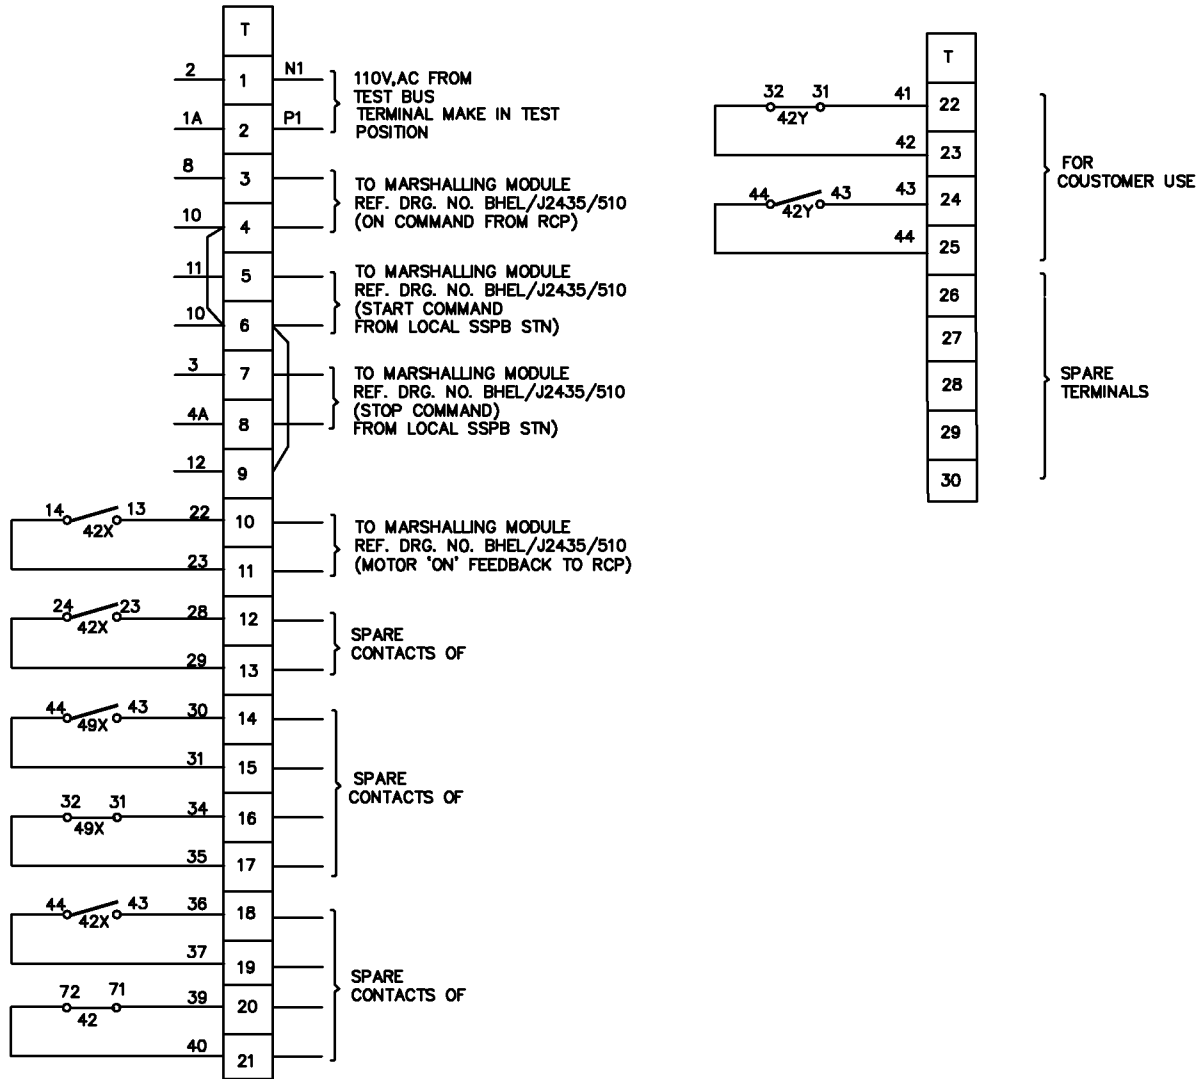 T
2 1 N1
1A 2 P1
110V,AC FROM
TEST BUS
TERMINAL MAKE IN TEST
POSITION
8 3
10 4
TO MARSHALLING MODULE
REF. DRG. NO. BHEL/J2435/510
(ON COMMAND FROM RCP)
11 5
10 6
TO MARSHALLING MODULE
REF. DRG. NO. BHEL/J2435/510
(START COMMAND
FROM LOCAL SSPB STN)
3 7
4A 8
TO MARSHALLING MODULE
REF. DRG. NO. BHEL/J2435/510
(STOP COMMAND)
FROM LOCAL SSPB STN)
12 9
14 13 22 10
42X
23 11
TO MARSHALLING MODULE
REF. DRG. NO. BHEL/J2435/510
(MOTOR 'ON' FEEDBACK TO RCP)
24 23 28 12
42X
29 13
SPARE
CONTACTS OF
44 43 30 14
49X
31 15
32 31 34 16
49X
35 17
SPARE
CONTACTS OF
44 43 36 18
42X
37 19
72 71 39 20
42
40 21
SPARE
CONTACTS OF
T
32 31 41 22
42Y
42 23
44 43 43 24
42Y
44 25
FOR
COUSTOMER USE
26
27
28
29
30
SPARE
TERMINALS